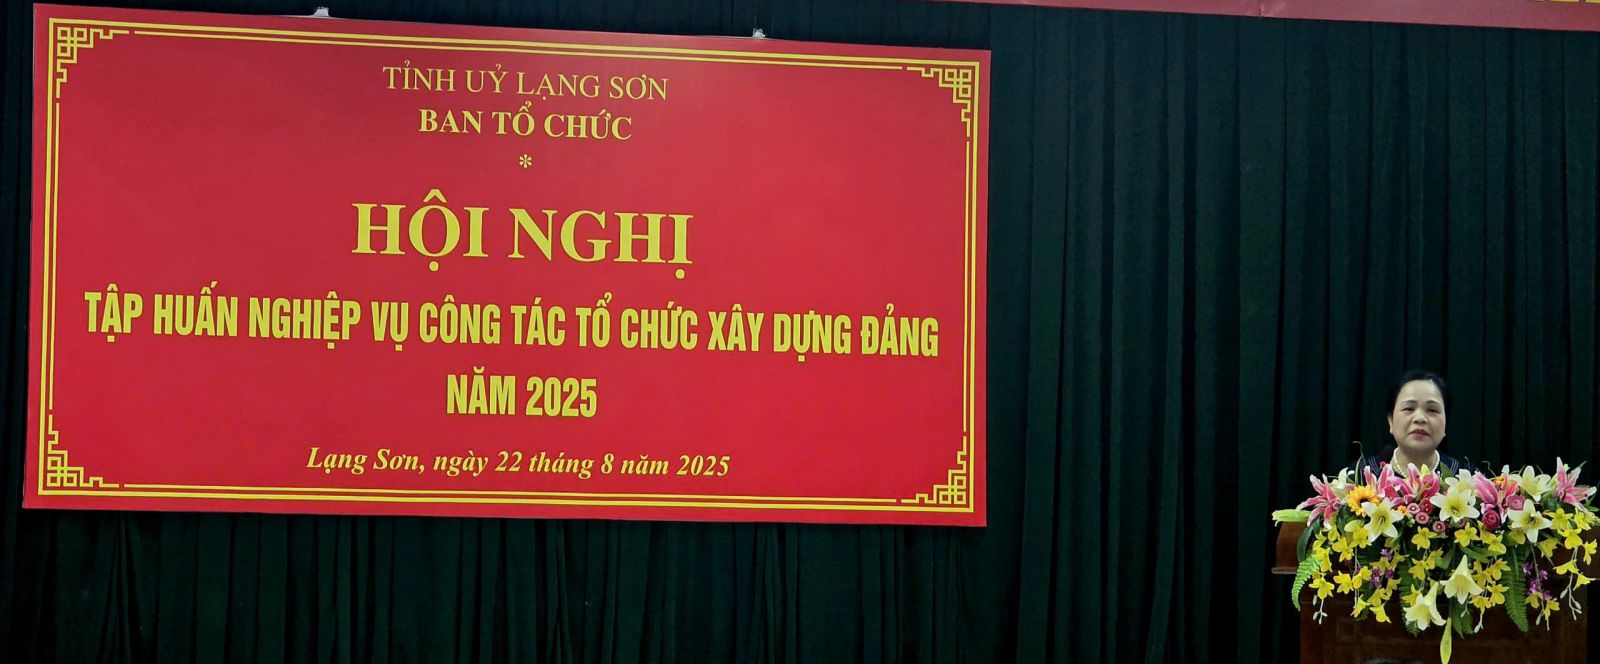 TỈNH UỶ LẠNG SƠN
BAN TỔ CHỨC
*
HỘI NGHỊ
TẬP HUẤN NGHIỆP VỤ CÔNG TÁC TỔ CHỨC XÂY DỰNG ĐẢNG
NĂM 2025
Lạng Sơn, ngày 22 tháng 8 năm 2025